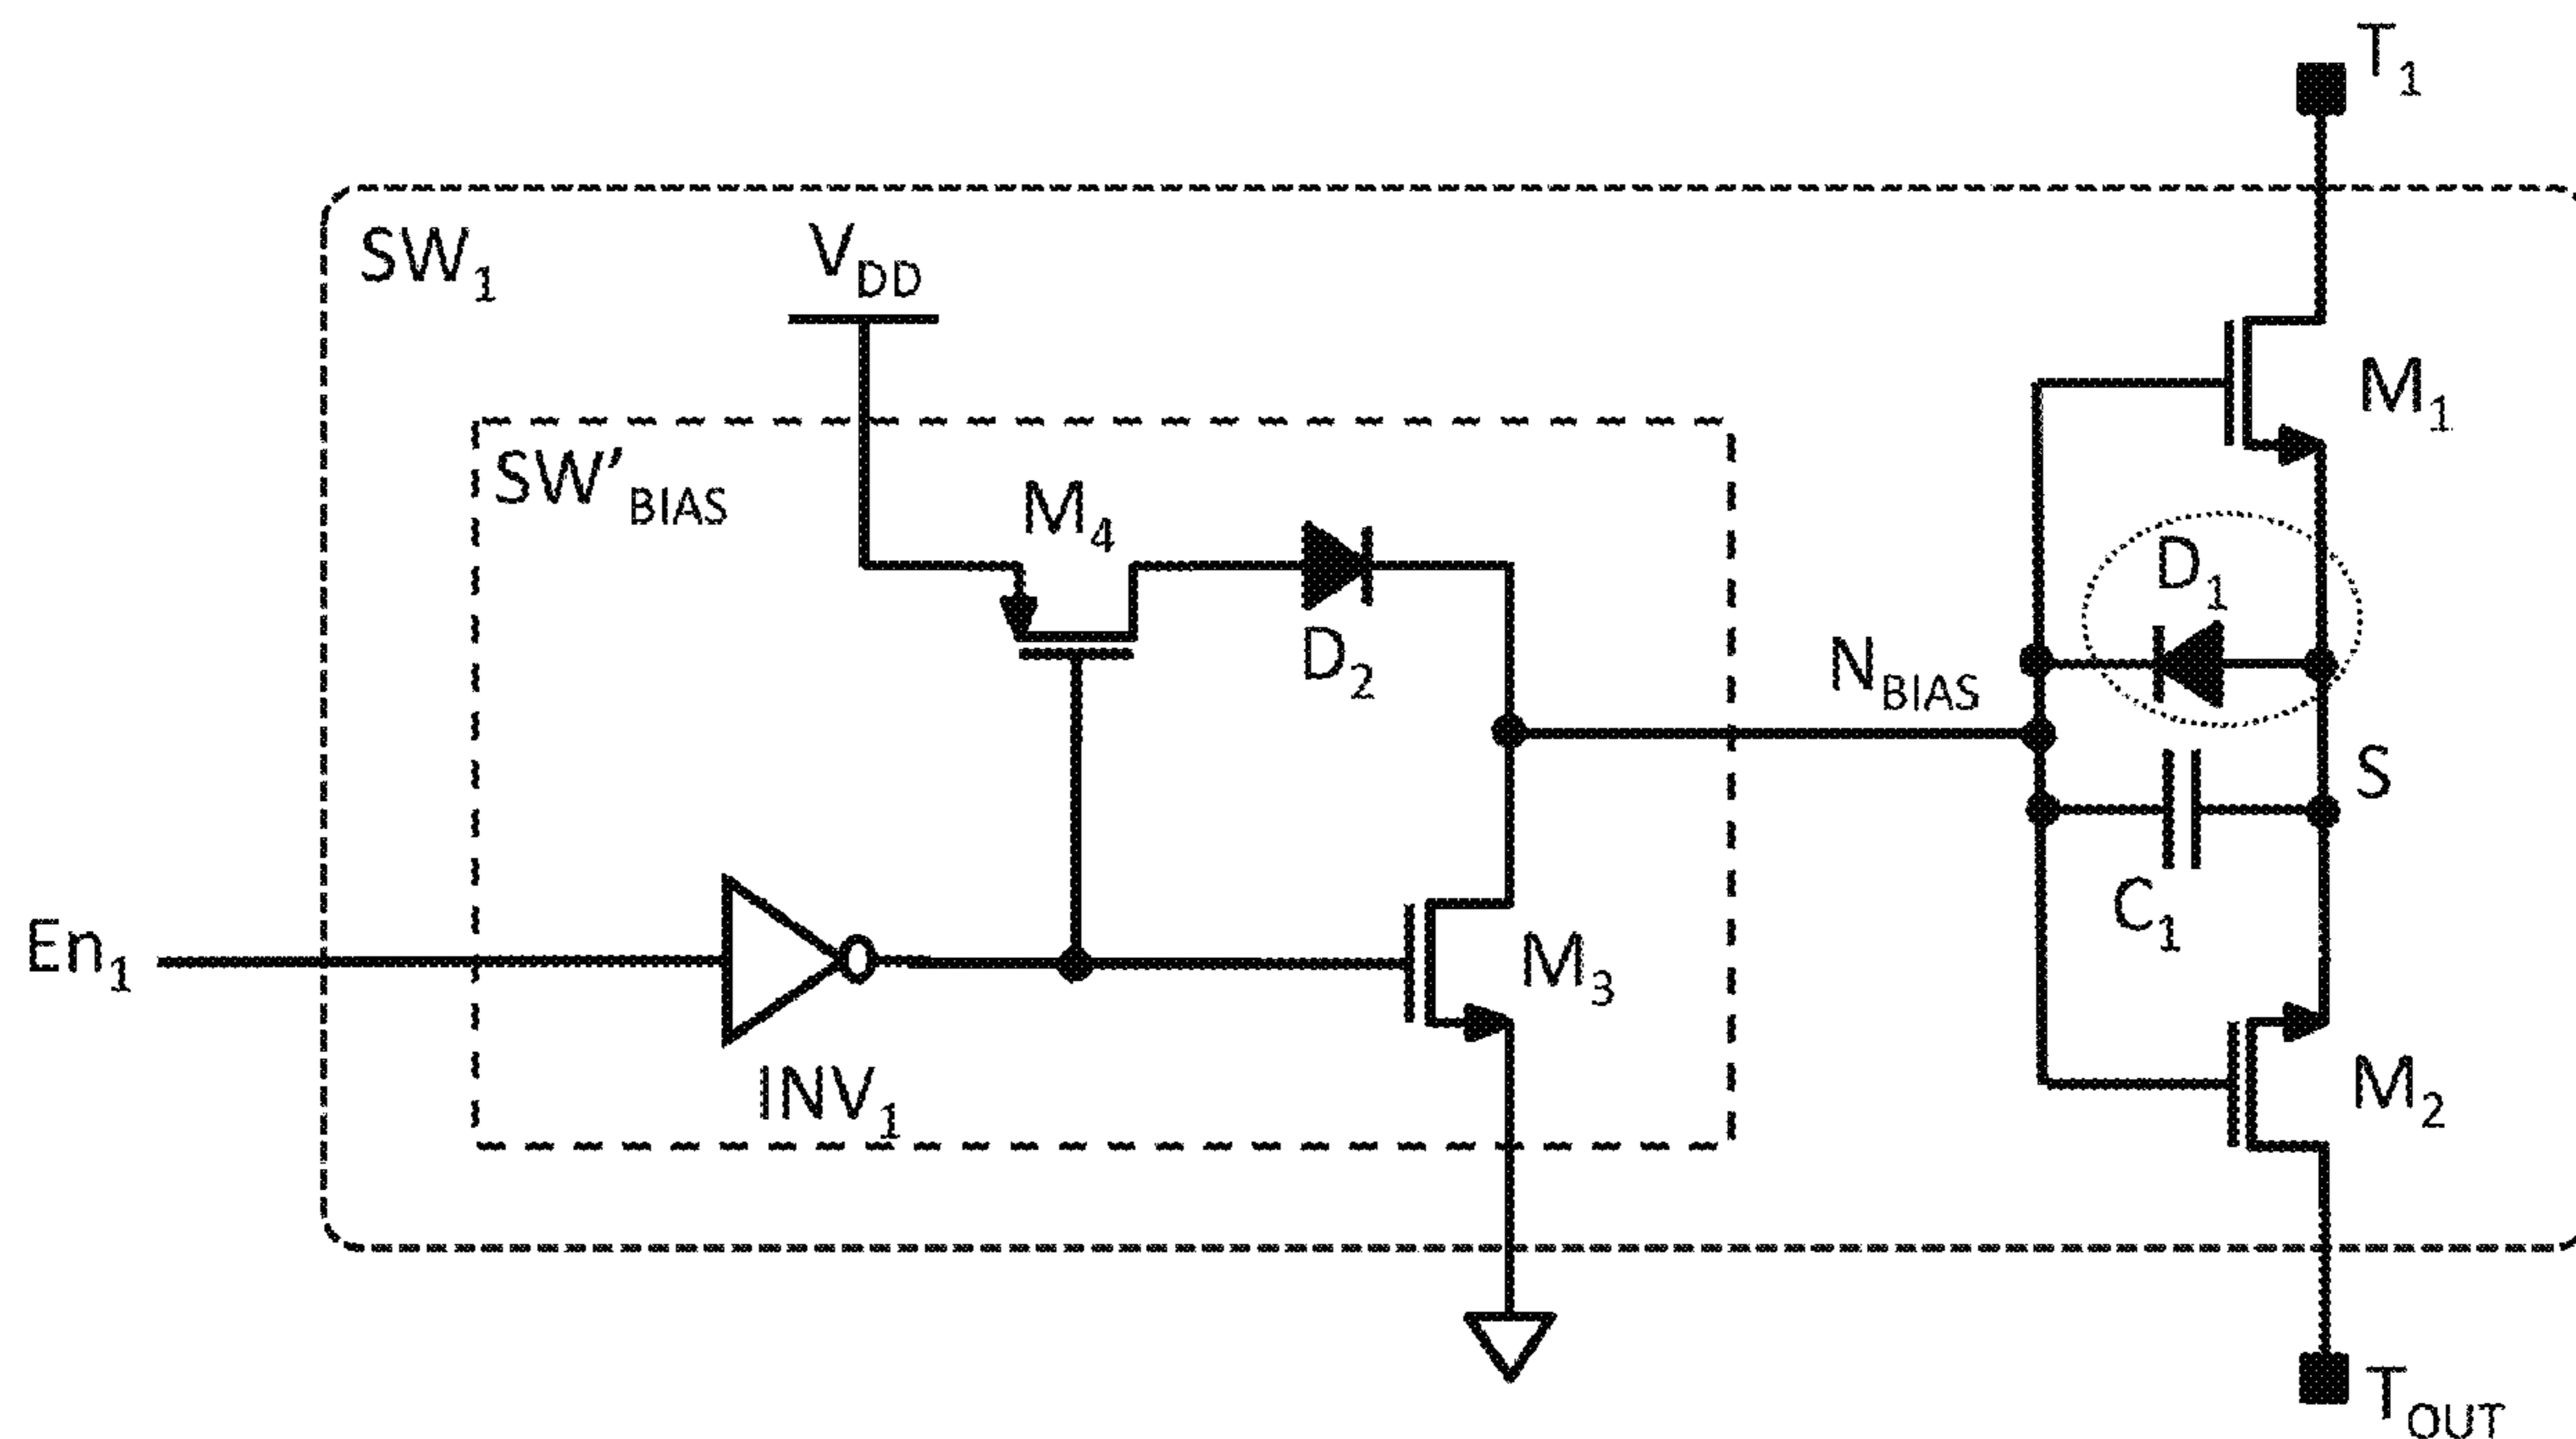 T1
SW1
VDD
M1
SW'BIAS
M4
D1
D2
NBIAS
S
C1
En1
M3
INV1
M2
TOUT